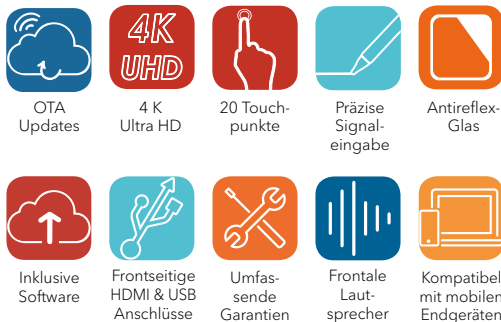 4K
UHD
OTA
Updates
4 K
Ultra HD
20 Touch-
punkte
Präzise
Signal-
eingabe
Antireflex-
Glas
Inklusive
Software
Frontseitige
HDMI & USB
Anschlüsse
Umfas-
sende
Garantien
Frontale
Laut-
sprecher
Kompatibel
mit mobilen
Endgeräten